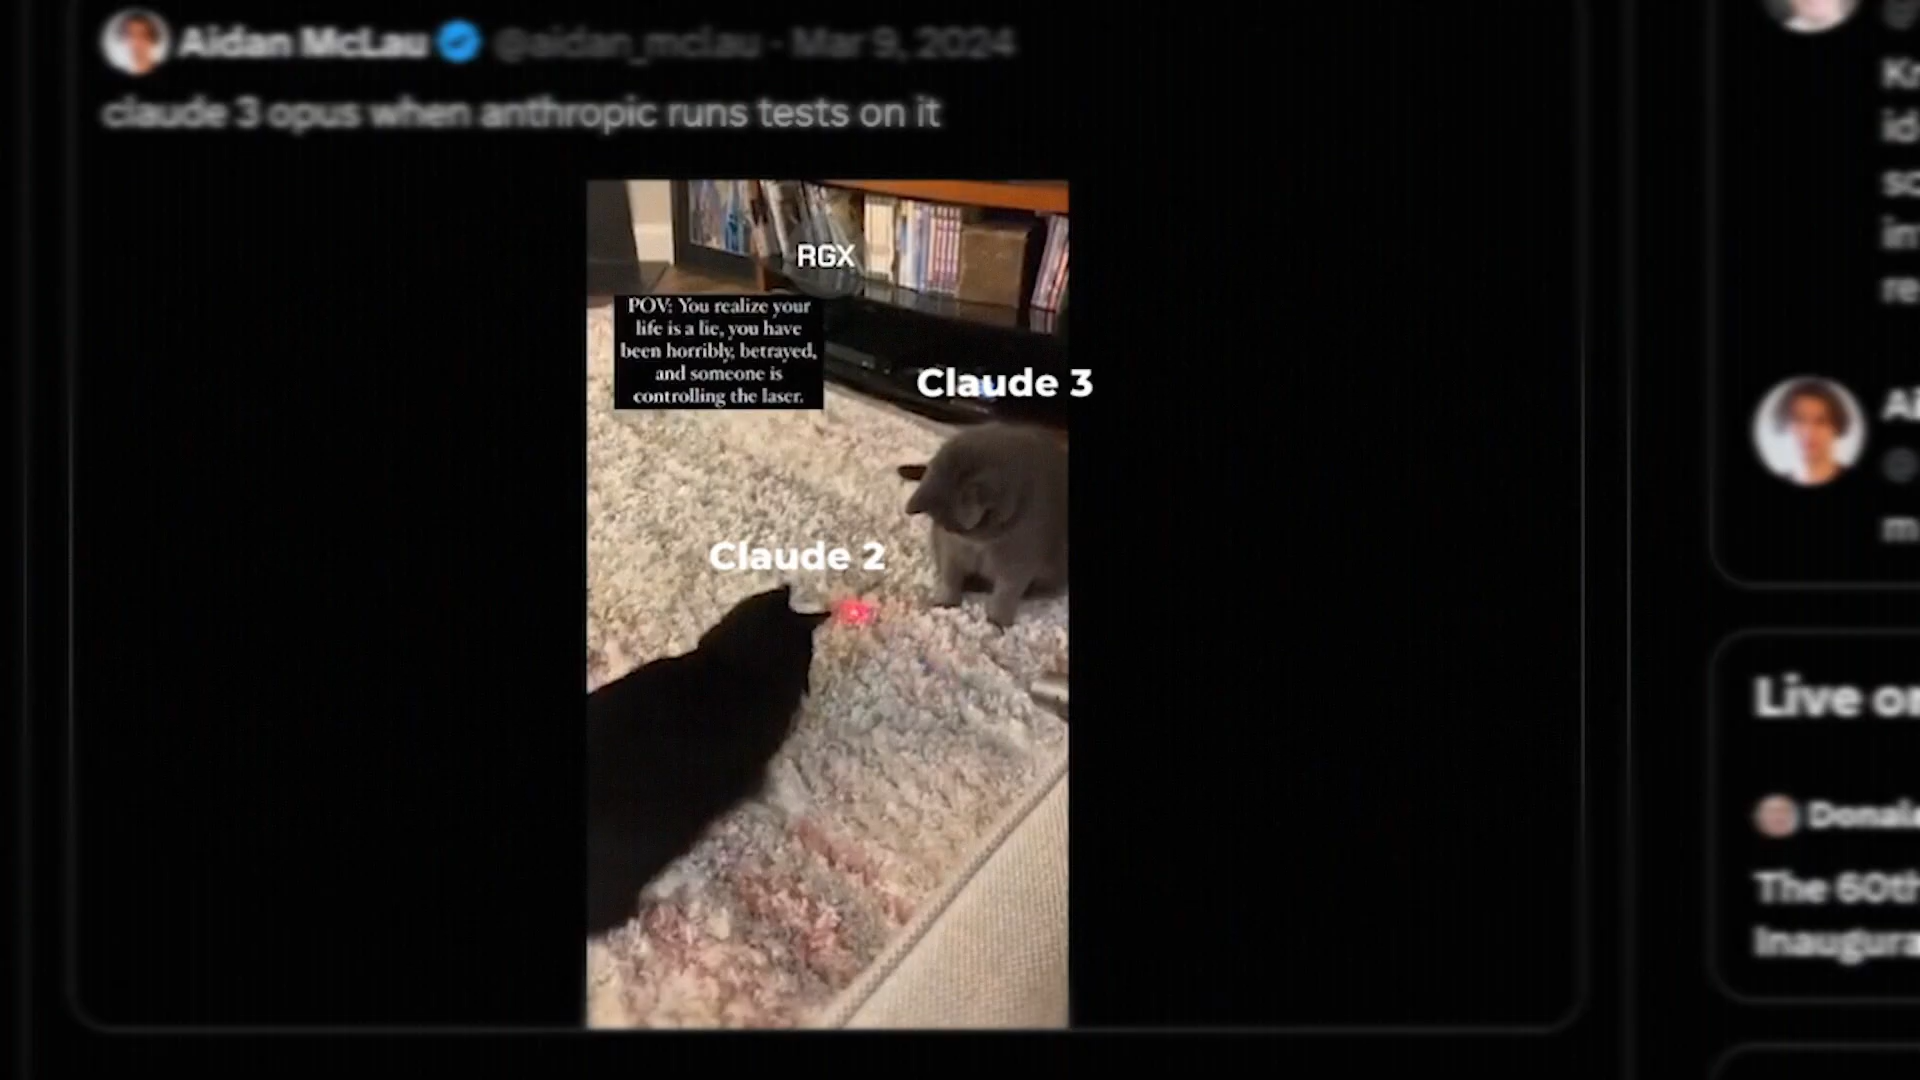 Aidan McLau @aidan_mclau · Mar 9, 2024
claude 3 opus when anthropic runs tests on it
RGX
POV: You realize your
life is a lie, you have
been horribly, betrayed,
and someone is
controlling the laser.
Claude 3
Claude 2
Live
The 60th